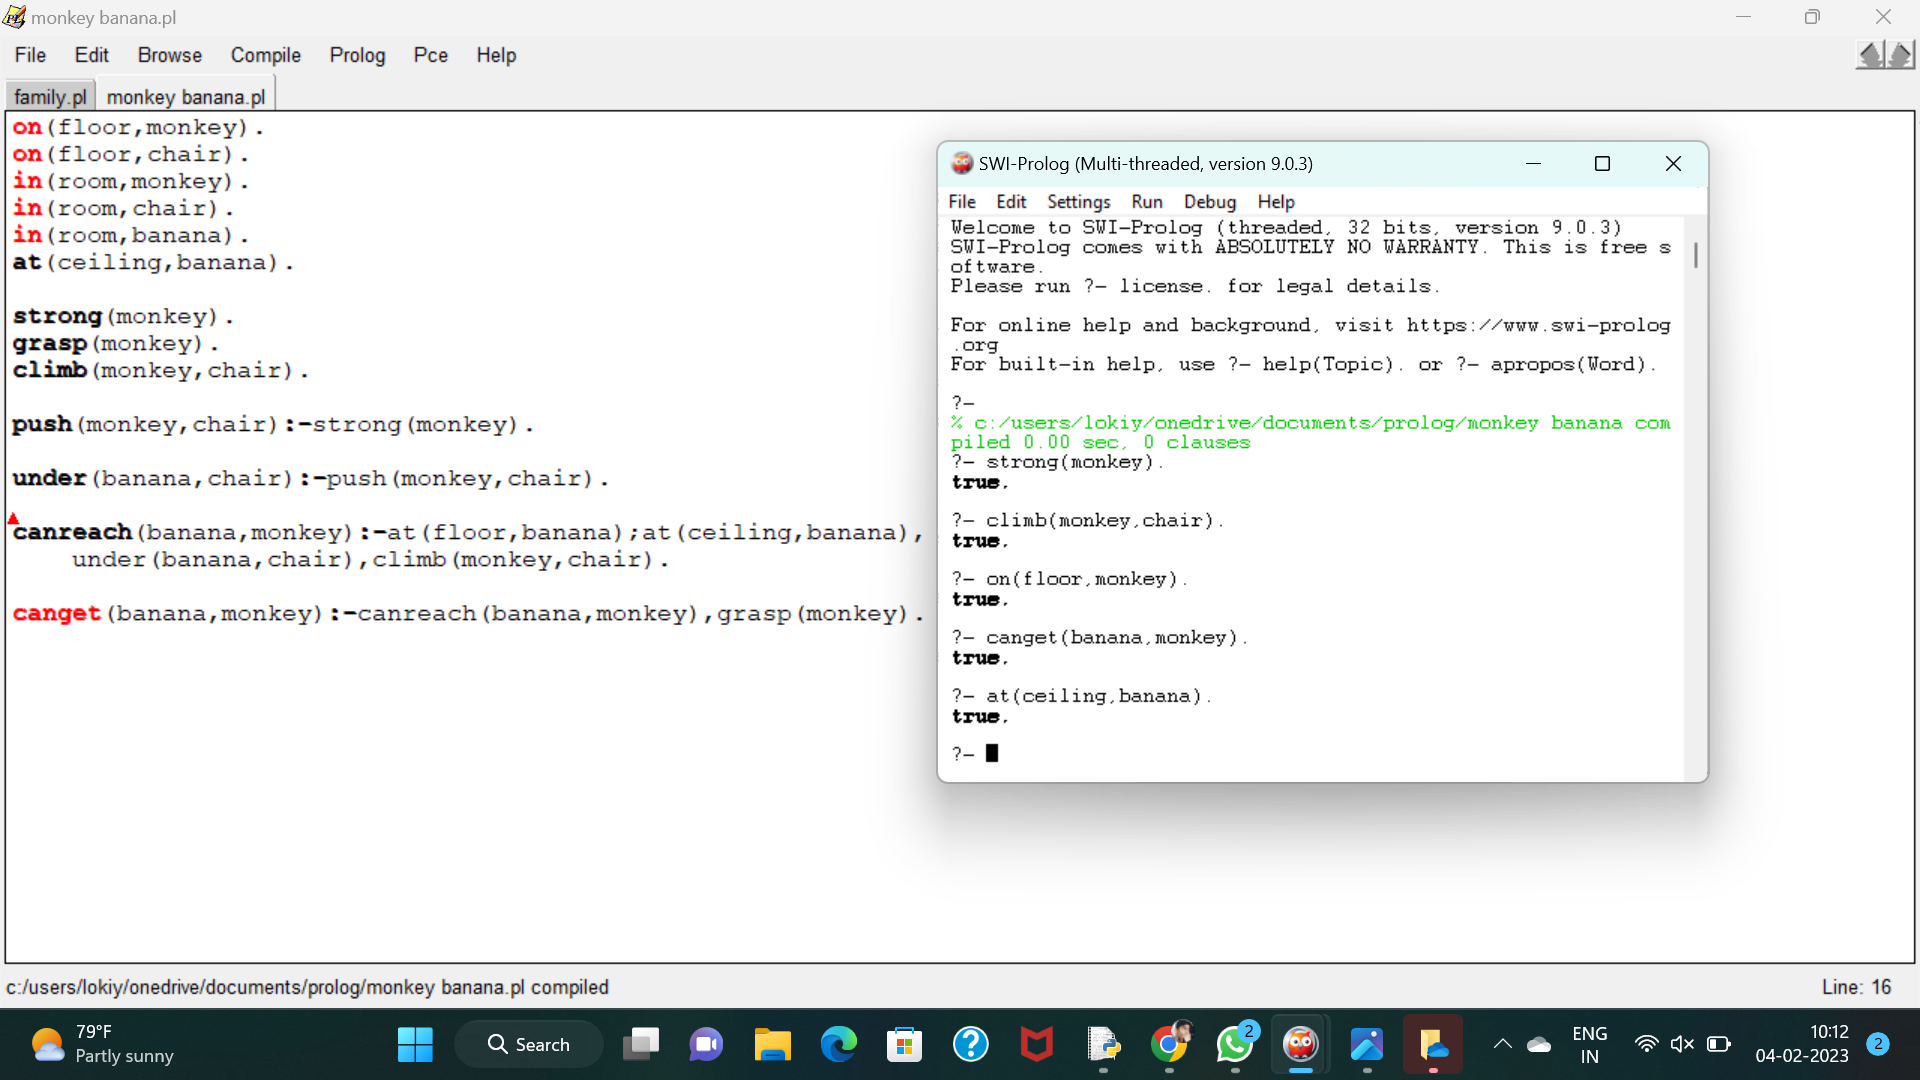 monkey banana.pl
File Edit Browse Compile Prolog Pce Help
family.pl monkey banana.pl
on(floor,monkey).
on(floor,chair).
in(room,monkey).
in(room,chair).
in(room,banana).
at(ceiling,banana).
strong(monkey).
grasp(monkey).
climb(monkey,chair).
push(monkey,chair):-strong(monkey).
under(banana,chair):-push(monkey,chair).
canreach(banana,monkey):-at(floor,banana);at(ceiling,banana),
under(banana,chair),climb(monkey,chair).
canget(banana,monkey):-canreach(banana,monkey),grasp(monkey).
SWI-Prolog (Multi-threaded, version 9.0.3)
File Edit Settings Run Debug Help
Welcome to SWI-Prolog (threaded, 32 bits, version 9.0.3)
SWI-Prolog comes with ABSOLUTELY NO WARRANTY. This is free s
oftware.
Please run ?- license. for legal details.
For online help and background, visit https://www.swi-prolog
.org
For built-in help, use ?- help(Topic). or ?- apropos(Word).
?-
% c:/users/lokiy/onedrive/documents/prolog/monkey banana com
piled 0.00 sec, 0 clauses
?- strong(monkey).
true.
?- climb(monkey,chair).
true.
?- on(floor,monkey).
true.
?- canget(banana,monkey).
true.
?- at(ceiling,banana).
true.
?-
c:/users/lokiy/onedrive/documents/prolog/monkey banana.pl compiled
Line: 16
79°F
Partly sunny
Search
2
ENG
IN
10:12
04-02-2023
2